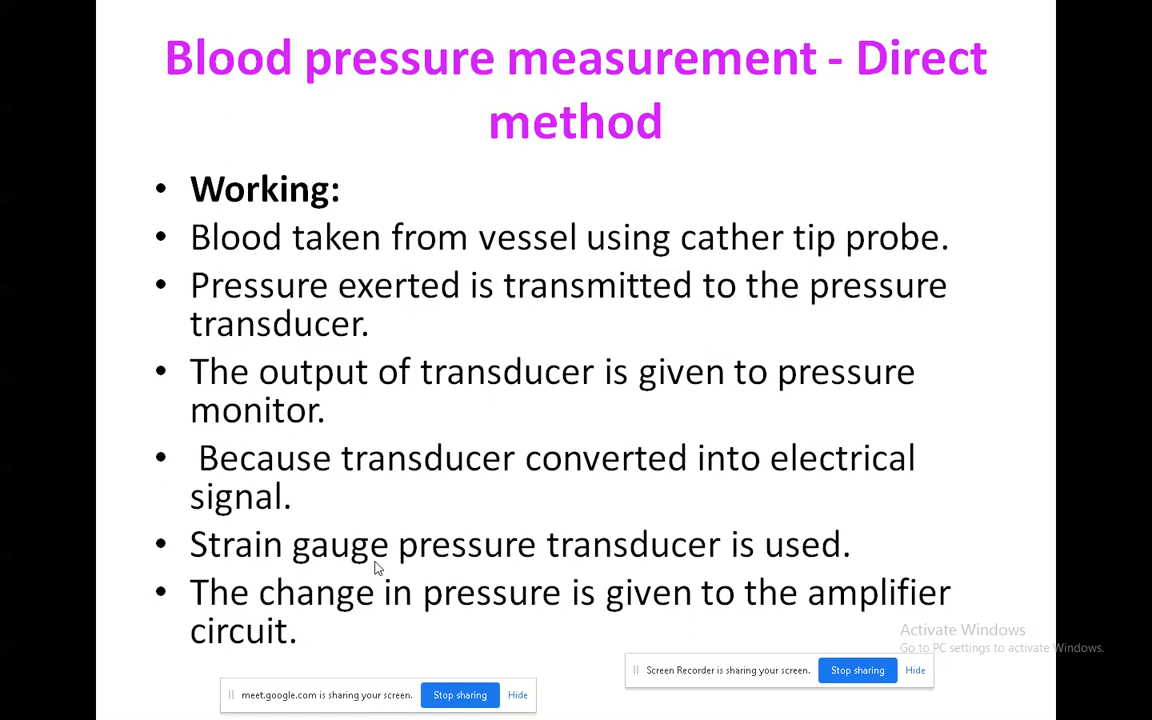 Blood pressure measurement - Direct
method
• Working:
• Blood taken from vessel using cather tip probe.
• Pressure exerted is transmitted to the pressure
transducer.
• The output of transducer is given to pressure
monitor.
• Because transducer converted into electrical
signal.
• Strain gauge pressure transducer is used.
• The change in pressure is given to the amplifier
circuit.
Activate Windows
Go to PC settings to activate Windows.
Screen Recorder is sharing your screen. Stop sharing Hide
meet.google.com is sharing your screen. Stop sharing Hide